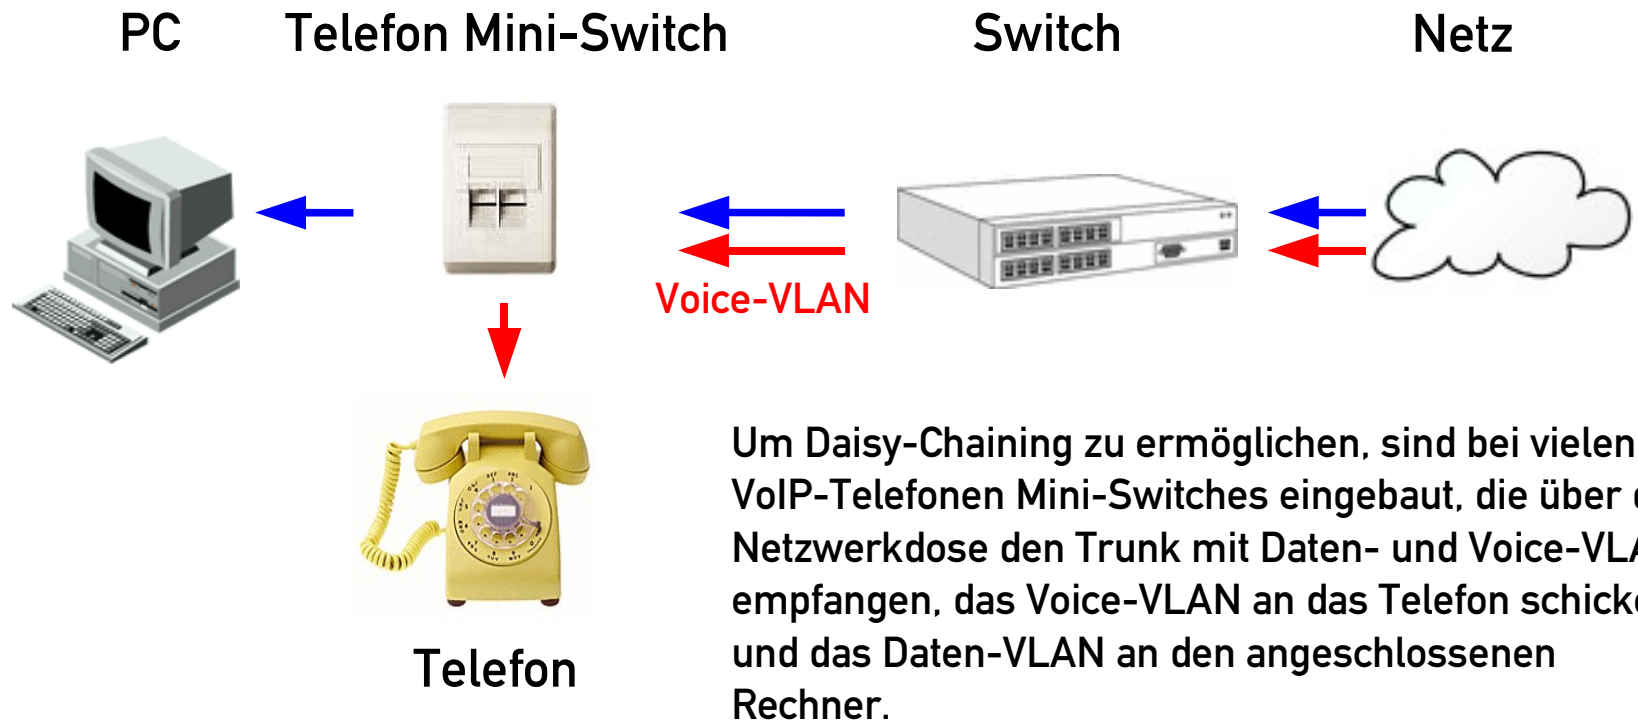 PC
Telefon Mini-Switch
Switch
Netz
Voice-VLAN
Telefon
Um Daisy-Chaining zu ermöglichen, sind bei vielen
VoIP-Telefonen Mini-Switches eingebaut, die über
Netzwerkdose den Trunk mit Daten- und
empfangen, das Voice-VLAN an das Telefon
und das Daten-VLAN an den angeschlossenen
Rechner.